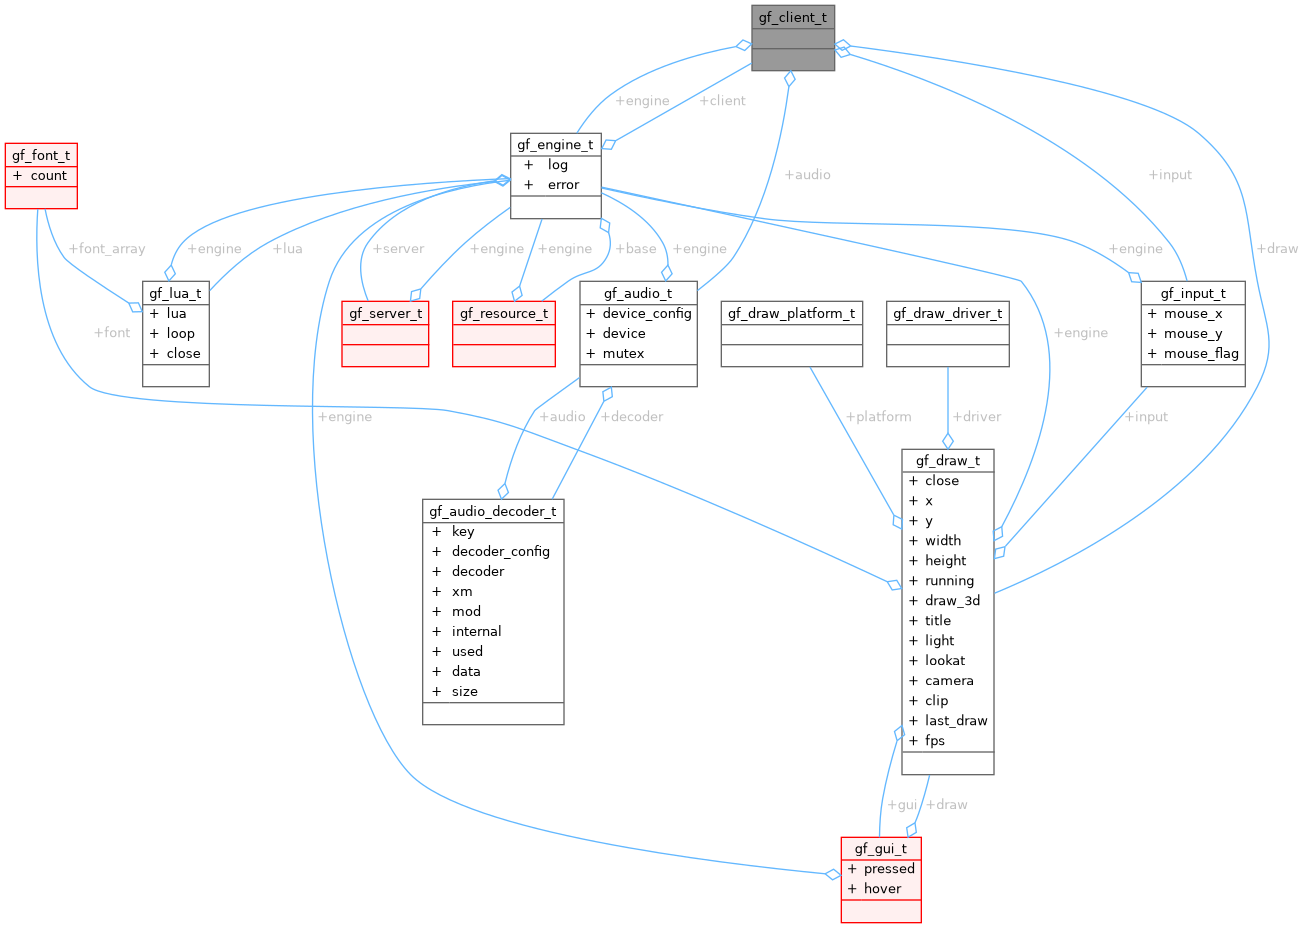 gf_client_t
+engine
+client
gf_engine_t
+ log
+ error
gf_font_t
+ count
+audio
+input
+font_array
+engine
+lua
+server
+engine
+engine
+base
+engine
+engine
+draw
gf_lua_t
+ lua
+ loop
+ close
gf_server_t
gf_resource_t
gf_audio_t
+ device_config
+ device
+ mutex
gf_draw_platform_t
gf_draw_driver_t
gf_input_t
+ mouse_x
+ mouse_y
+ mouse_flag
+font
+engine
+engine
+audio
+decoder
+platform
+driver
+input
gf_audio_decoder_t
+ key
+ decoder_config
+ decoder
+ xm
+ mod
+ internal
+ used
+ data
+ size
gf_draw_t
+ close
+ x
+ y
+ width
+ height
+ running
+ draw_3d
+ title
+ light
+ lookat
+ camera
+ clip
+ last_draw
+ fps
+gui
+draw
gf_gui_t
+ pressed
+ hover